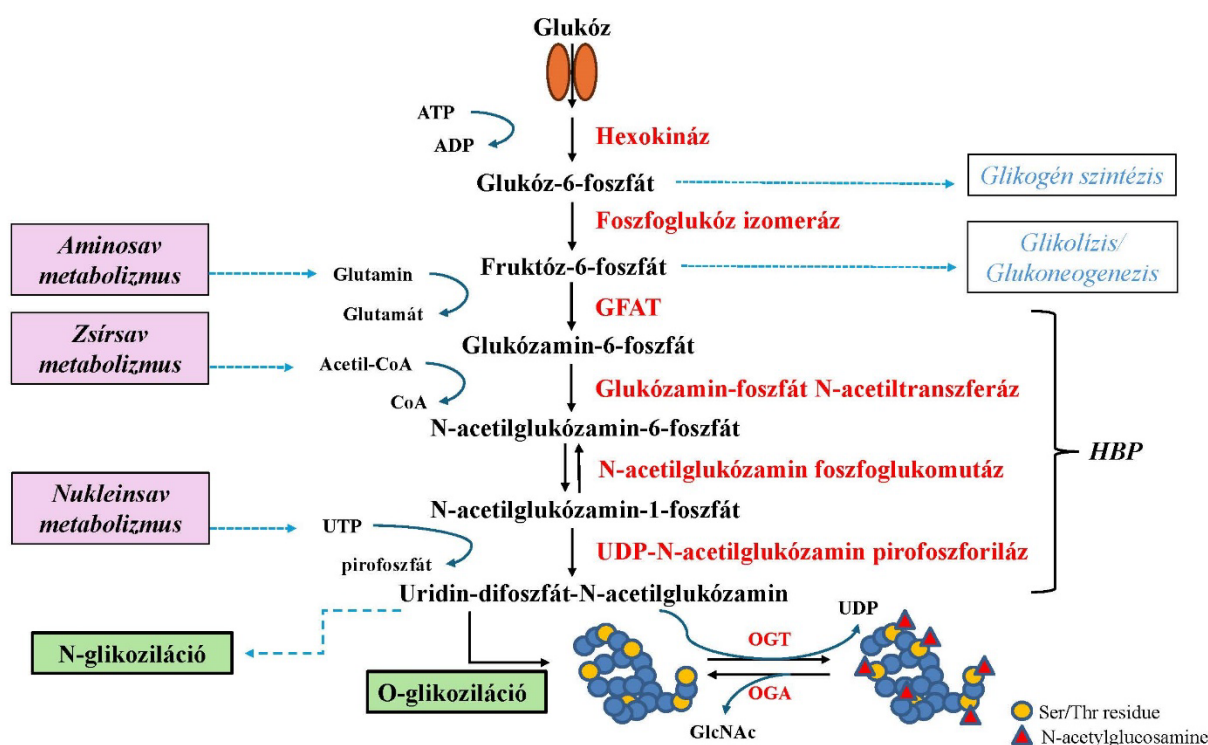 Glukóz
ATP
ADP
Hexokináz
Glukóz-6-foszfát
Glikogén szintézis
Foszfoglukóz izomeráz
Aminosav
metabolizmus
Glutamin
Glutamát
Fruktóz-6-foszfát
Glikolízis/
Glukoneogenezis
GFAT
Zsírsav
metabolizmus
Glukózamin-6-foszfát
Acetil-CoA
CoA
Glukózamin-foszfát N-acetiltranszferáz
N-acetilglukózamin-6-foszfát
HBP
N-acetilglukózamin foszfoglukomutáz
Nukleinsav
metabolizmus
N-acetilglukózamin-1-foszfát
UTP
pirofoszfát
UDP-N-acetilglukózamin pirofoszforiláz
Uridin-difoszfát-N-acetilglukózamin
UDP
N-glikoziláció
O-glikoziláció
OGT
OGA
GlcNAc
Ser/Thr residue
N-acetylglucosamine